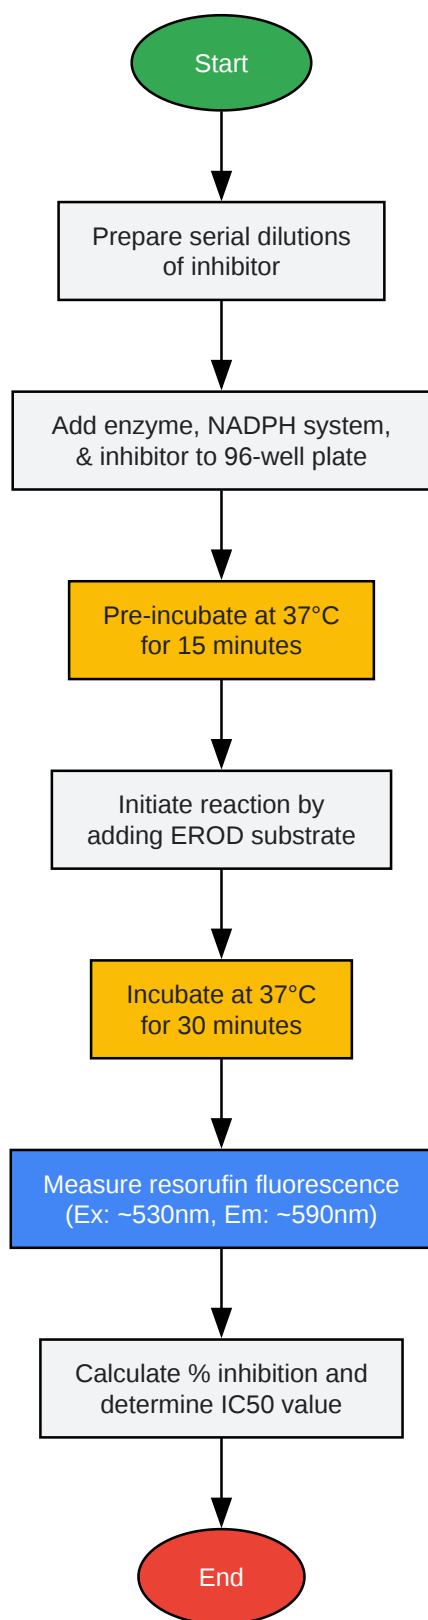 Start
Prepare serial dilutions
of inhibitor
Add enzyme, NADPH system,
& inhibitor to 96-well plate
Pre-incubate at 37°C
for 15 minutes
Initiate reaction by
adding EROD substrate
Incubate at 37°C
for 30 minutes
Measure resorufin fluorescence
(Ex: ~530nm, Em: ~590nm)
Calculate % inhibition and
determine IC50 value
End